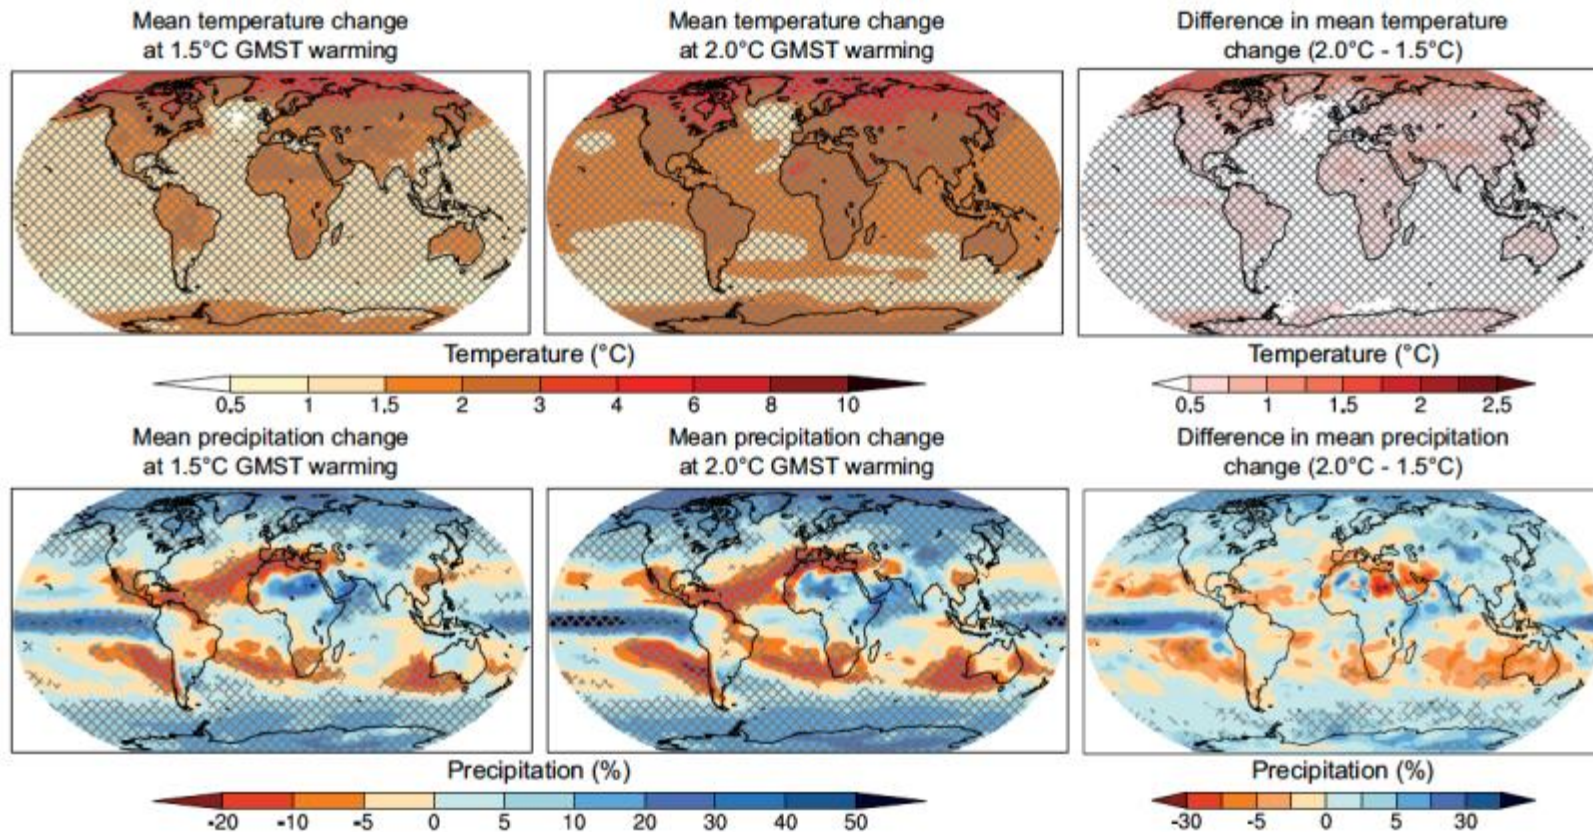 Mean temperature change
at 1.5°C GMST warming
Mean temperature change
at 2.0°C GMST warming
Difference in mean temperature
change (2.0°C - 1.5°C)
Temperature (°C)
0.5 1 1.5 2 3 4 6 8 10
Temperature (°C)
0.5 1 1.5 2 2.5
Mean precipitation change
at 1.5°C GMST warming
Mean precipitation change
at 2.0°C GMST warming
Difference in mean precipitation
change (2.0°C - 1.5°C)
Precipitation (%)
-20 -10 -5 0 5 10 20 30 40 50
Precipitation (%)
-30 -5 0 5 30